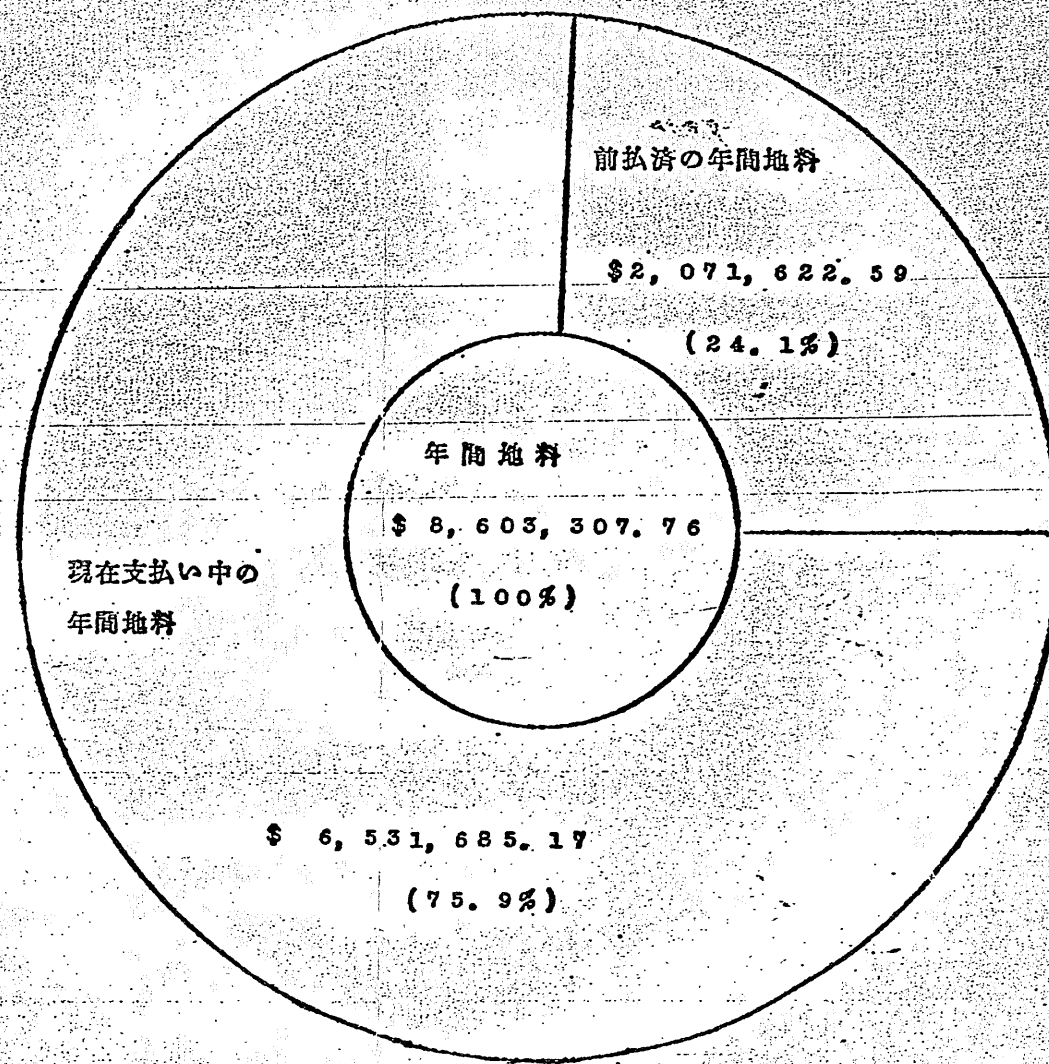 前払済の年間地料
$2,071,622.59
(24.1%)
年間地料
$8,603,307.76
(100%)
現在支払い中の
年間地料
$6,531,685.17
(75.9%)